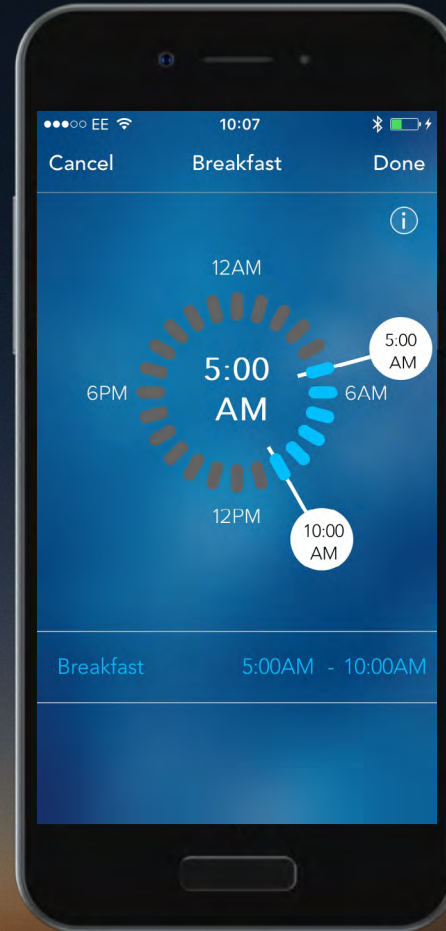 EE 10:07
Cancel Breakfast Done
i
12AM
5:00
AM
5:00
AM
6PM
6AM
12PM
10:00
AM
Breakfast 5:00AM - 10:00AM